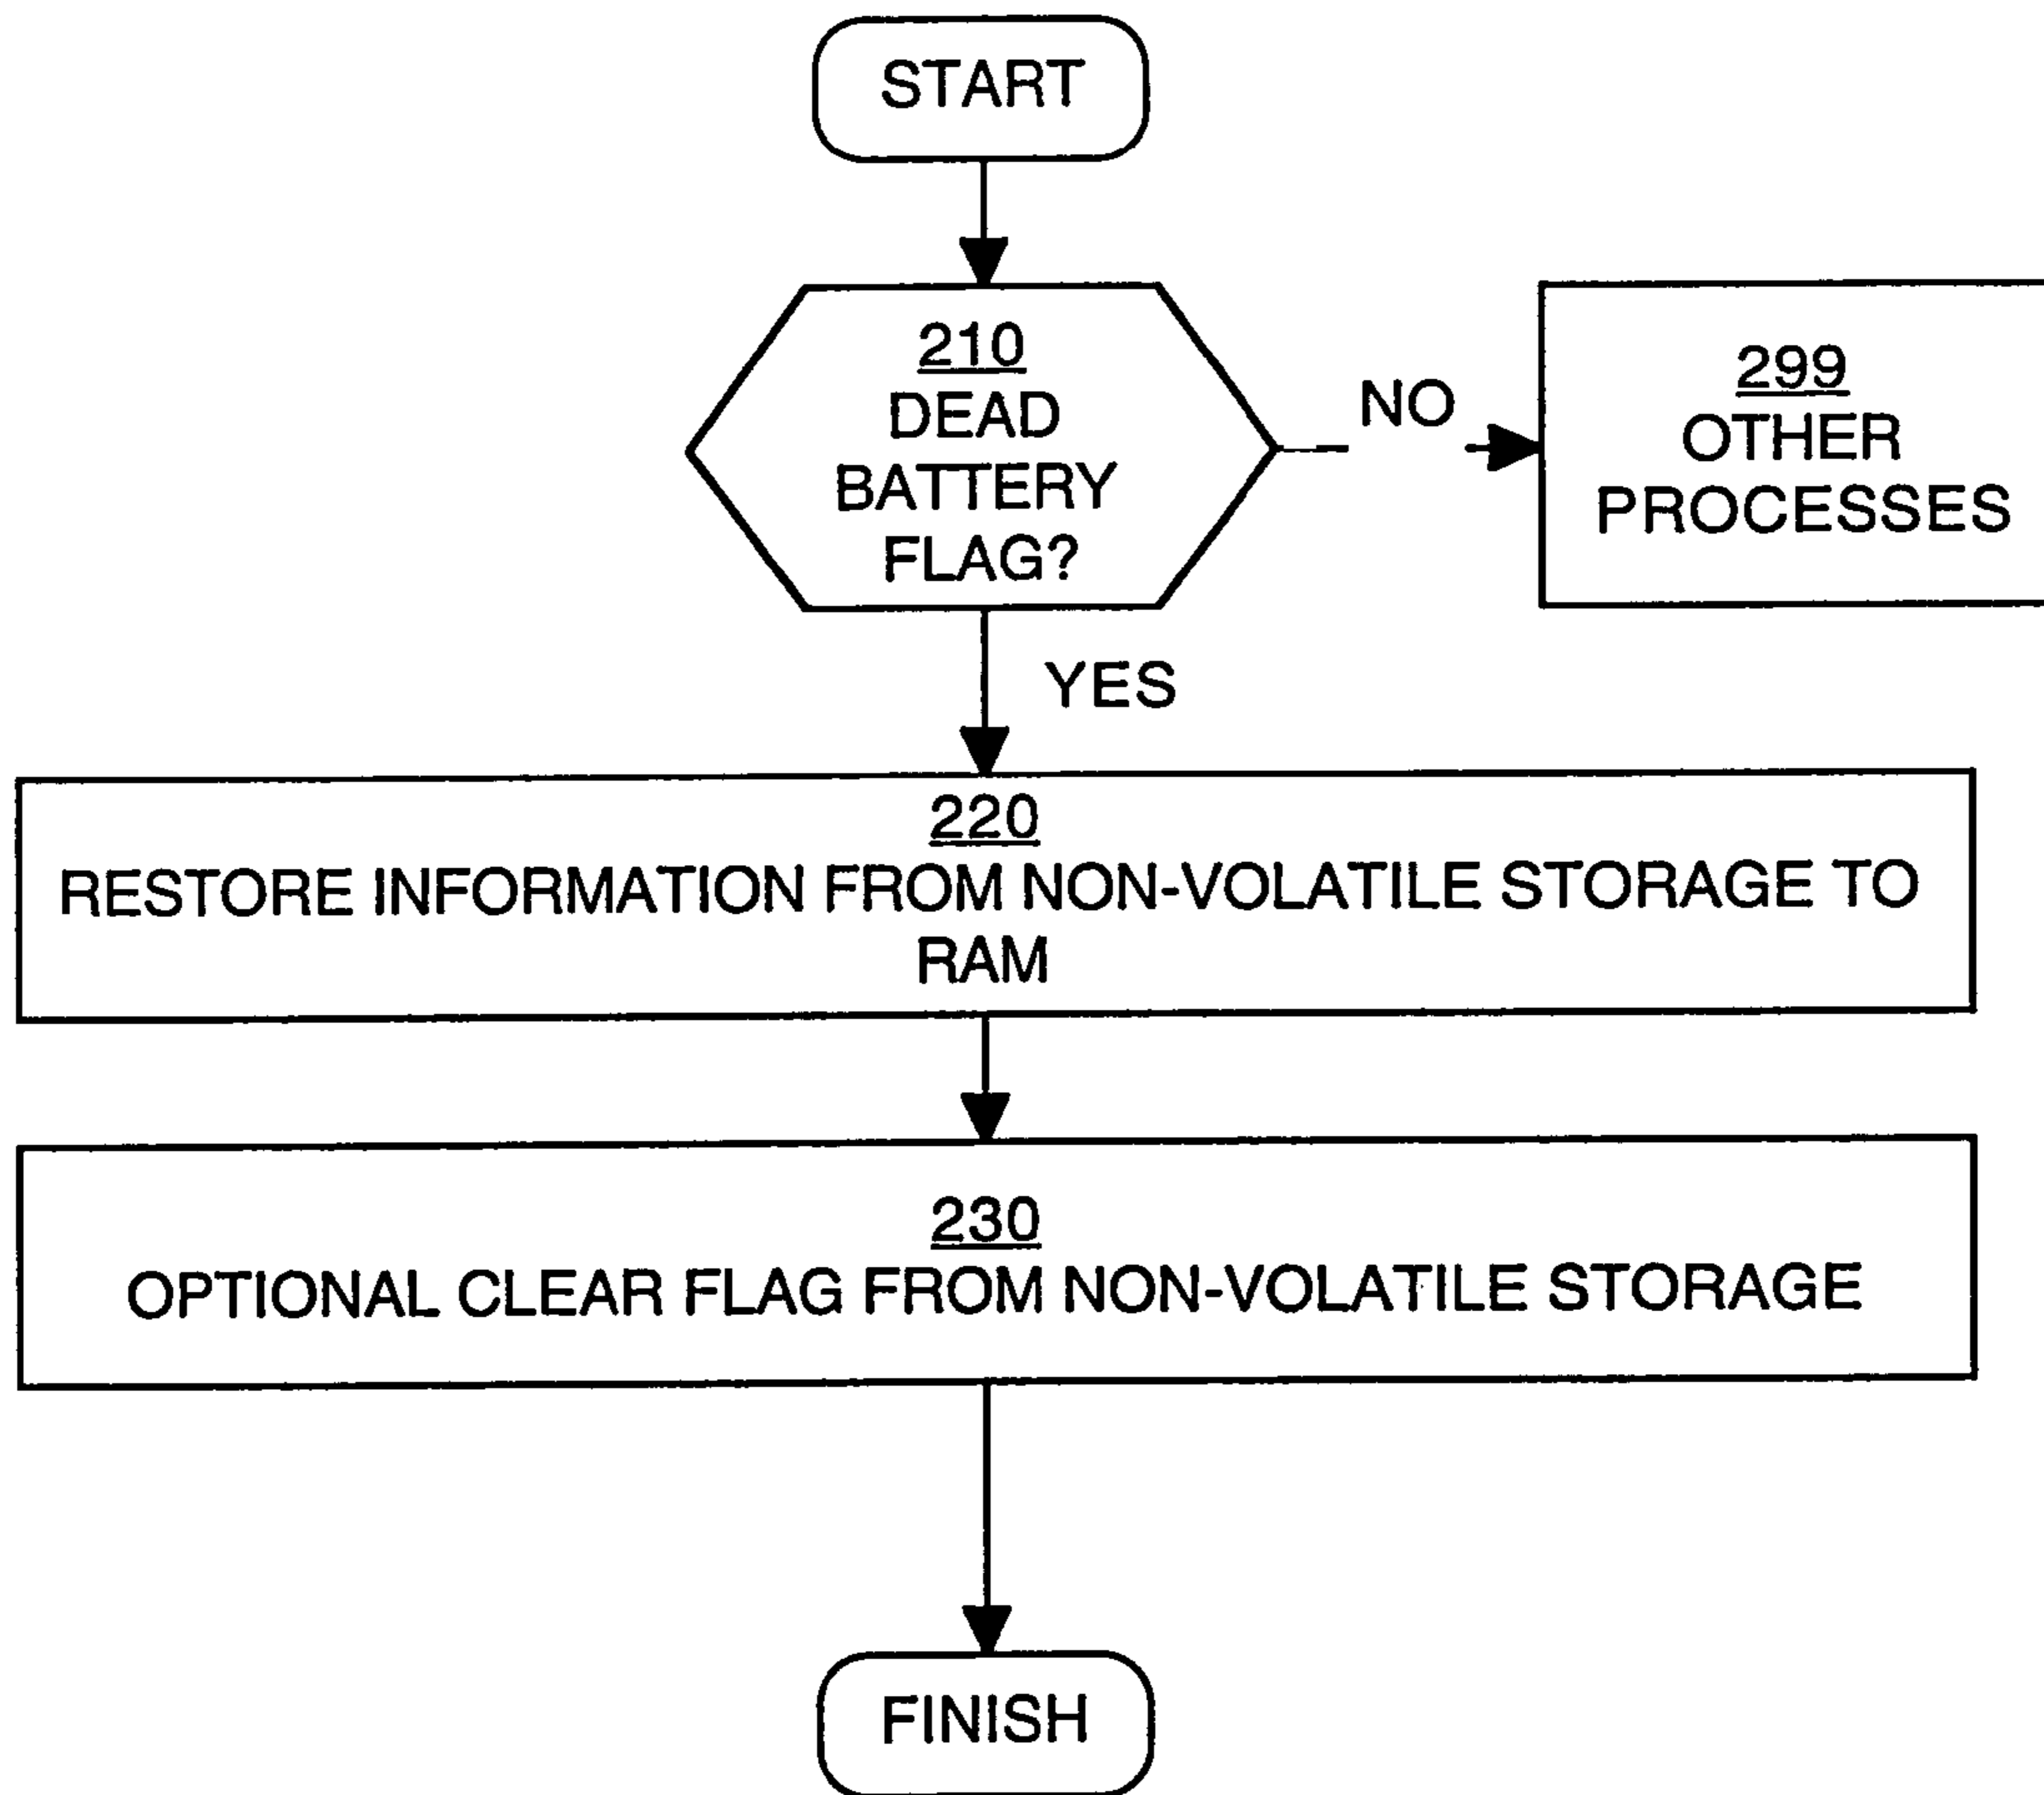 START
210
DEAD
BATTERY
FLAG?
NO
299
OTHER
PROCESSES
YES
220
RESTORE INFORMATION FROM NON-VOLATILE STORAGE TO
RAM
230
OPTIONAL CLEAR FLAG FROM NON-VOLATILE STORAGE
FINISH